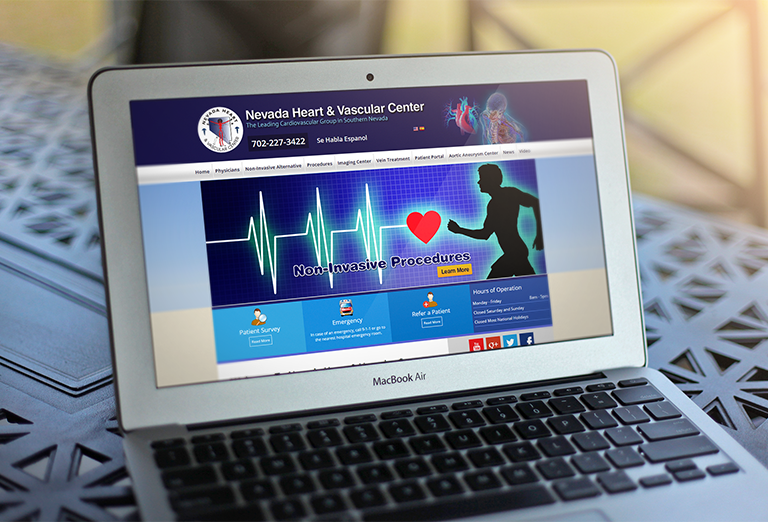 NEVADA HEART
& VASCULAR CENTER
Nevada Heart & Vascular Center
The Leading Cardiovascular Group in Southern Nevada
702-227-3422 Se Habla Espanol
Home Physicians Non-Invasive Alternative Procedures Imaging Center Vein Treatment Patient Portal Aortic Aneurysm Center News Video
Non-Invasive Procedures
Learn More
Patient Survey
Read More
Emergency
In case of an emergency, call 9-1-1 or go to
the nearest hospital emergency room.
Refer a Patient
Read More
Hours of Operation
Monday - Friday 8am - 5pm
Closed Saturday and Sunday
Closed Most National Holidays
MacBook Air